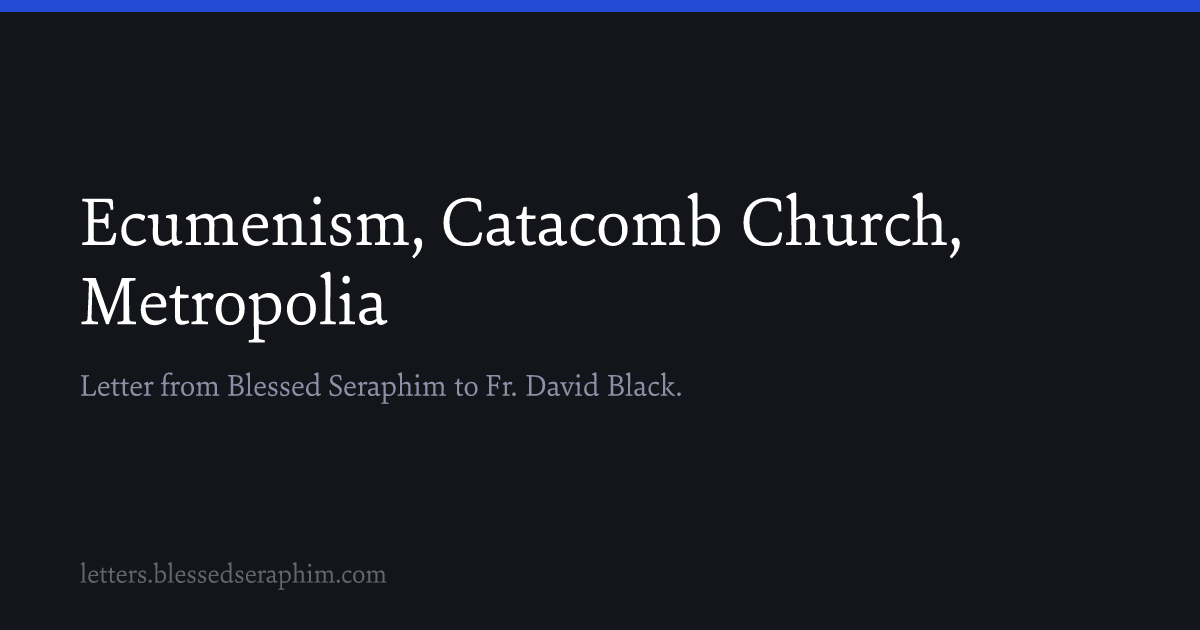 Ecumenism, Catacomb Church,
Metropolia
Letter from Blessed Seraphim to Fr. David Black.
letters.blessedseraphim.com